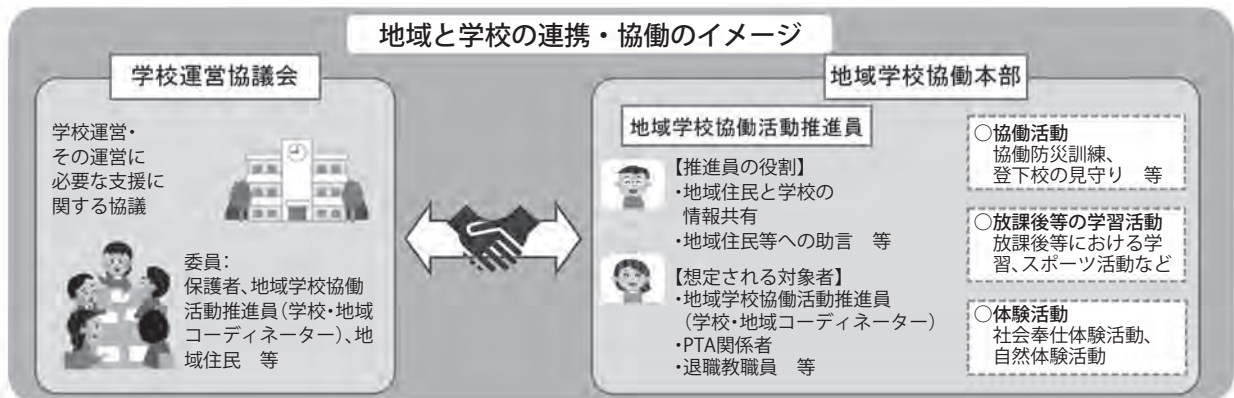 地域と学校の連携・協働のイメージ
学校運営協議会
学校運営・
その運営に
必要な支援に
関する協議
委員：
保護者、地域学校協働
活動推進員（学校・地域
コーディネーター）、地
域住民　等
地域学校協働本部
地域学校協働活動推進員
【推進員の役割】
・地域住民と学校の
情報共有
・地域住民等への助言　等
【想定される対象者】
・地域学校協働活動推進員
（学校・地域コーディネーター）
・PTA関係者
・退職教職員　等
○協働活動
協働防災訓練、
登下校の見守り　等
○放課後等の学習活動
放課後等における学
習、スポーツ活動など
○体験活動
社会奉仕体験活動、
自然体験活動